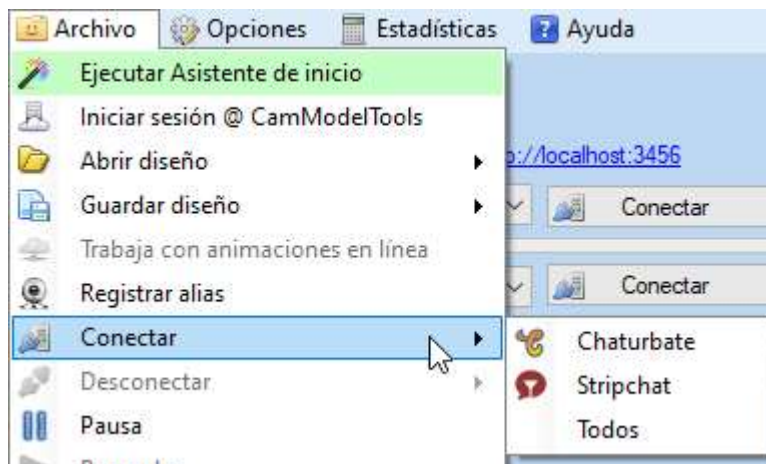 Archivo Opciones Estadísticas Ayuda
Ejecutar Asistente de inicio
Iniciar sesión @ CamModelTools
Abrir diseño
://localhost:3456
Guardar diseño
Conectar
Trabaja con animaciones en línea
Registrar alias
Conectar
Conectar
Chaturbate
Desconectar
Stripchat
Pausa
Todos